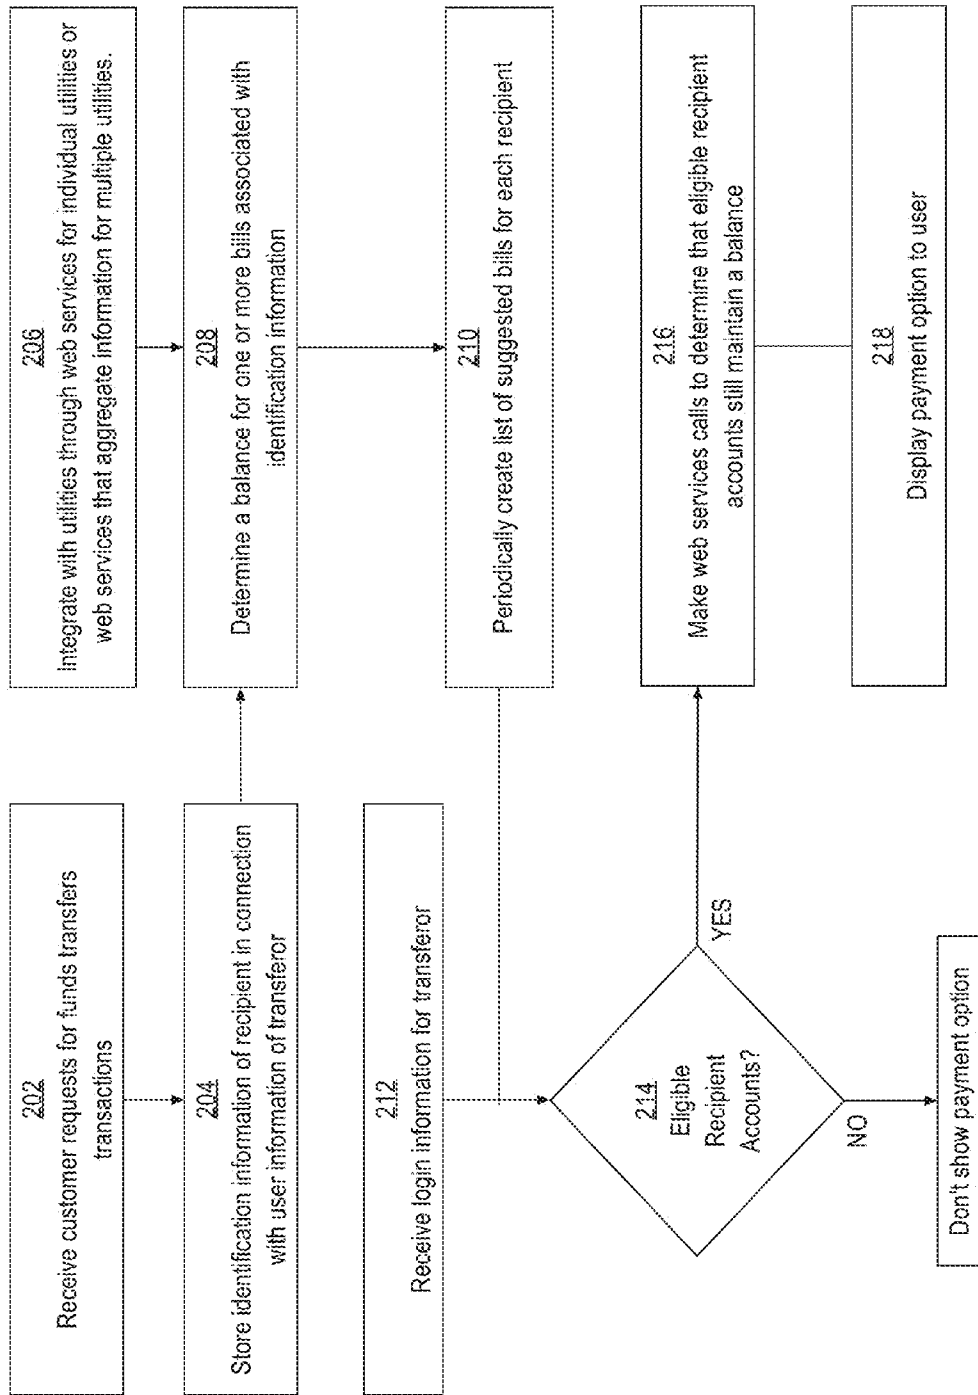 202
Receive customer requests for funds transfers
transactions
204
Store identification information of recipient in connection
with user information of transferor
206
Integrate with utilities through web services for individual utilities or
web services that aggregate information for multiple utilities.
208
Determine a balance for one or more bills associated with
identification information
210
Periodically create list of suggested bills for each recipient
212
Receive login information for transferor
214
Eligible
Recipient
Accounts?
YES
NO
216
Make web services calls to determine that eligible recipient
accounts still maintain a balance
218
Display payment option to user
Don't show payment option